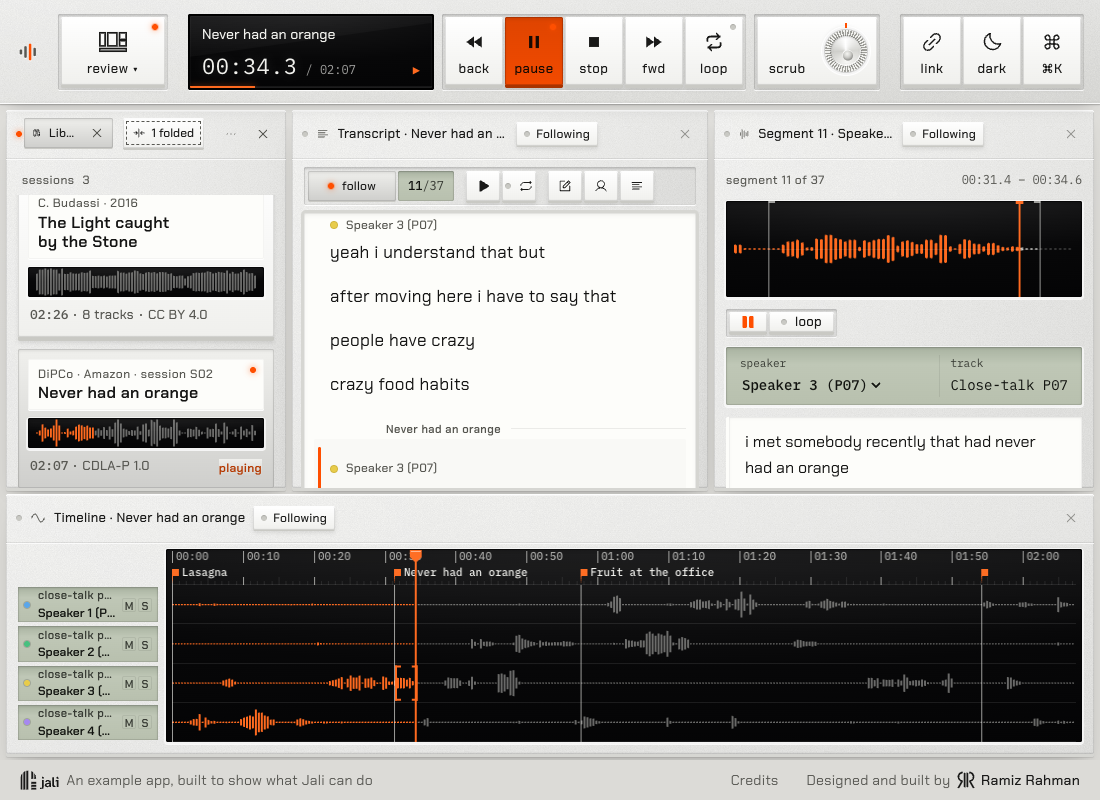 review
Never had an orange
00:34.3 / 02:07
back
pause
stop
fwd
loop
scrub
link
dark
⌘K
Lib...
1 folded
...
sessions 3
C. Budassi · 2016
The Light caught
by the Stone
02:26 · 8 tracks · CC BY 4.0
DiPCo · Amazon · session S02
Never had an orange
02:07 · CDLA-P 1.0
playing
Transcript · Never had an ...
Following
follow
11/37
Speaker 3 (P07)
yeah i understand that but
after moving here i have to say that
people have crazy
crazy food habits
Never had an orange
Speaker 3 (P07)
Segment 11 · Speake...
Following
segment 11 of 37
00:31.4 – 00:34.6
loop
speaker
Speaker 3 (P07)
track
Close-talk P07
i met somebody recently that had never
had an orange
Timeline · Never had an orange
Following
00:00 00:10 00:20 00:40 00:50 01:00 01:10 01:20 01:30 01:40 01:50 02:00
Lasagna
Never had an orange
Fruit at the office
close-talk p...
Speaker 1 (P...
M S
close-talk p...
Speaker 2 (...
M S
close-talk p...
Speaker 3 (...
M S
close-talk p...
Speaker 4 (...
M S
jali An example app, built to show what Jali can do
Credits
Designed and built by Ramiz Rahman